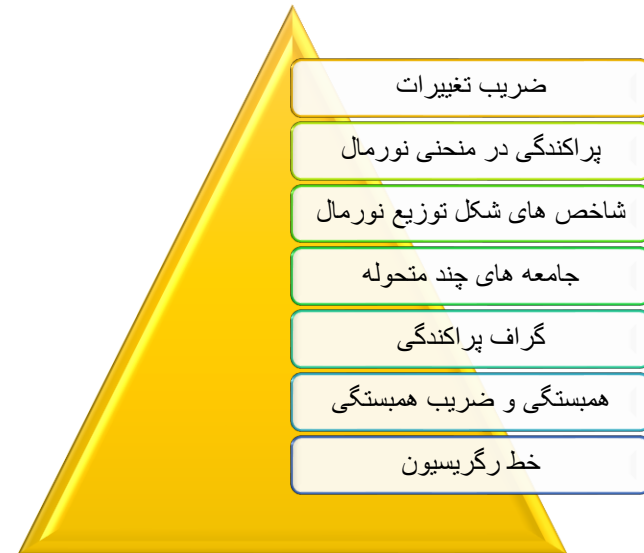 ضریب تغییرات
پراکندگی در منحنی نورمال
شاخص های شکل توزیع نورمال
جامعه های چند متحوله
گراف پراکندگی
همبستگی و ضریب همبستگی
خط رگریسیون